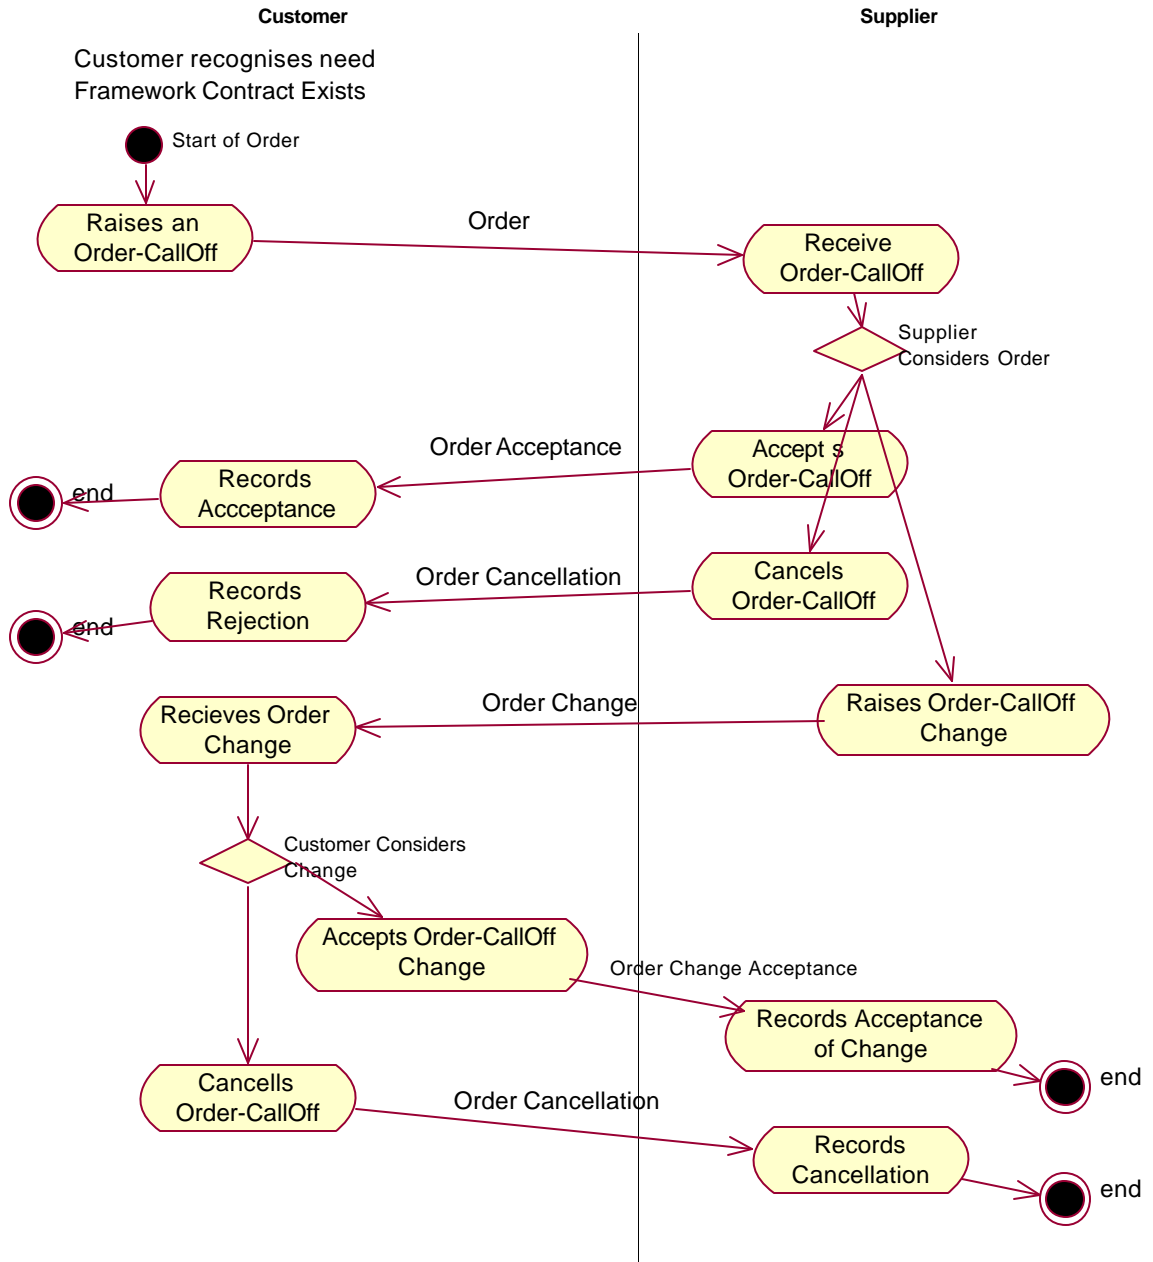 Customer
Supplier
Customer recognises need
Framework Contract Exists
Start of Order
Raises an
Order-CallOff
Order
Receive
Order-CallOff
Supplier
Considers Order
Order Acceptance
Accept s
Order-CallOff
Records
Accceptance
end
Order Cancellation
Cancels
Order-CallOff
Records
Rejection
end
Order Change
Raises Order-CallOff
Change
Recieves Order
Change
Customer Considers
Change
Accepts Order-CallOff
Change
Order Change Acceptance
Records Acceptance
of Change
end
Cancells
Order-CallOff
Order Cancellation
Records
Cancellation
end